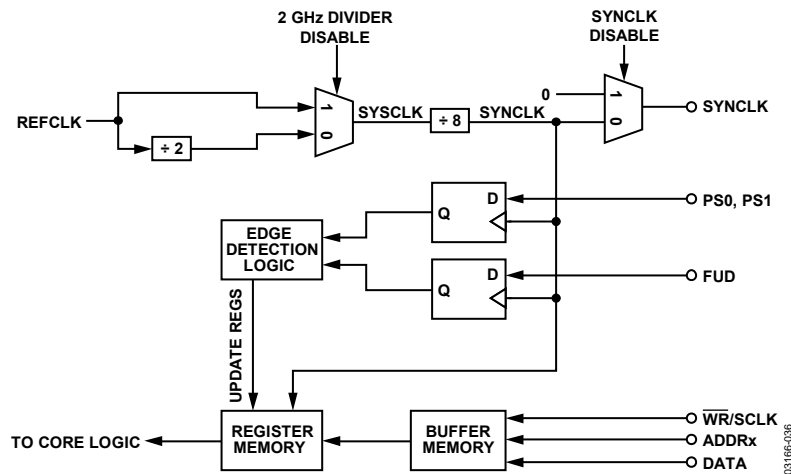 2 GHz DIVIDER
DISABLE
SYNCLK
DISABLE
REFCLK
÷ 2
1
0
SYSCLK
÷ 8
SYNCLK
0
1
0
SYNCLK
D
Q
PS0, PS1
EDGE
DETECTION
LOGIC
D
Q
FUD
UPDATE REGS
TO CORE LOGIC
REGISTER
MEMORY
BUFFER
MEMORY
W̅R̅/SCLK
ADDRx
DATA
03166-036